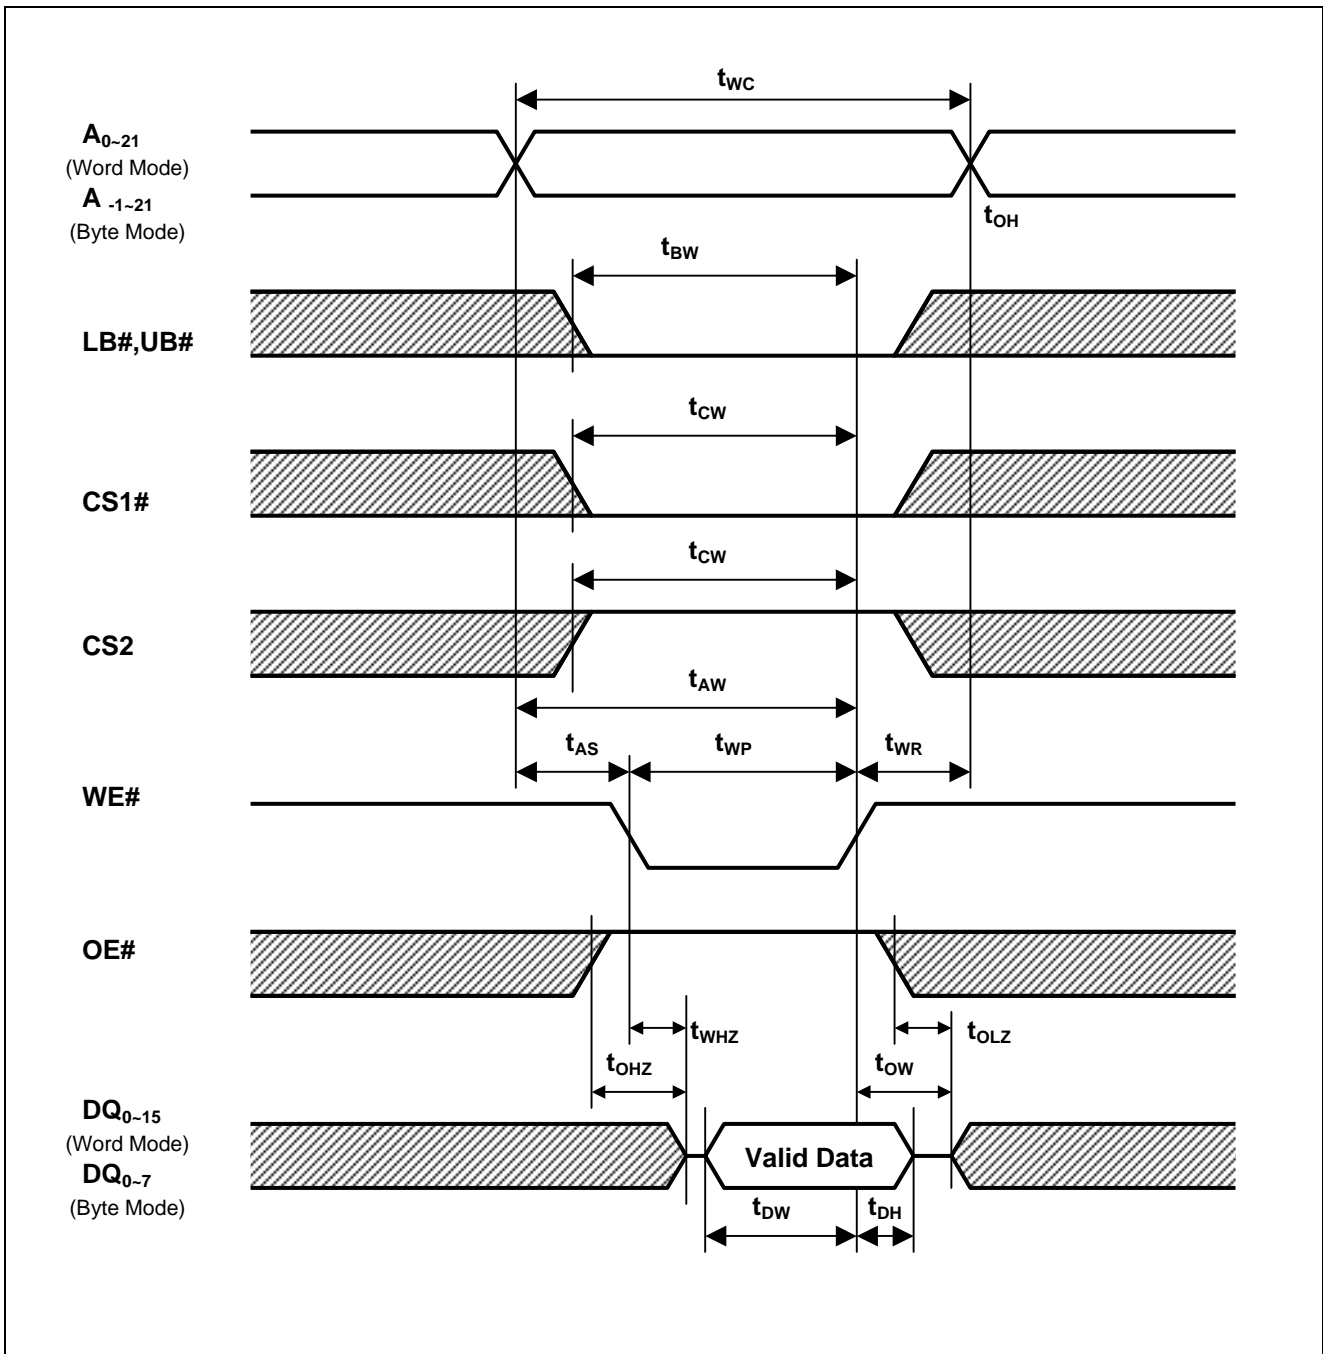 tWC
A0~21
(Word Mode)
A -1~21
(Byte Mode)
tOH
tBW
LB#,UB#
tCW
CS1#
tCW
CS2
tAW
tAS
tWP
tWR
WE#
OE#
tWHZ
tOLZ
tOHZ
tOW
DQ0~15
(Word Mode)
DQ0~7
(Byte Mode)
Valid Data
tDW
tDH